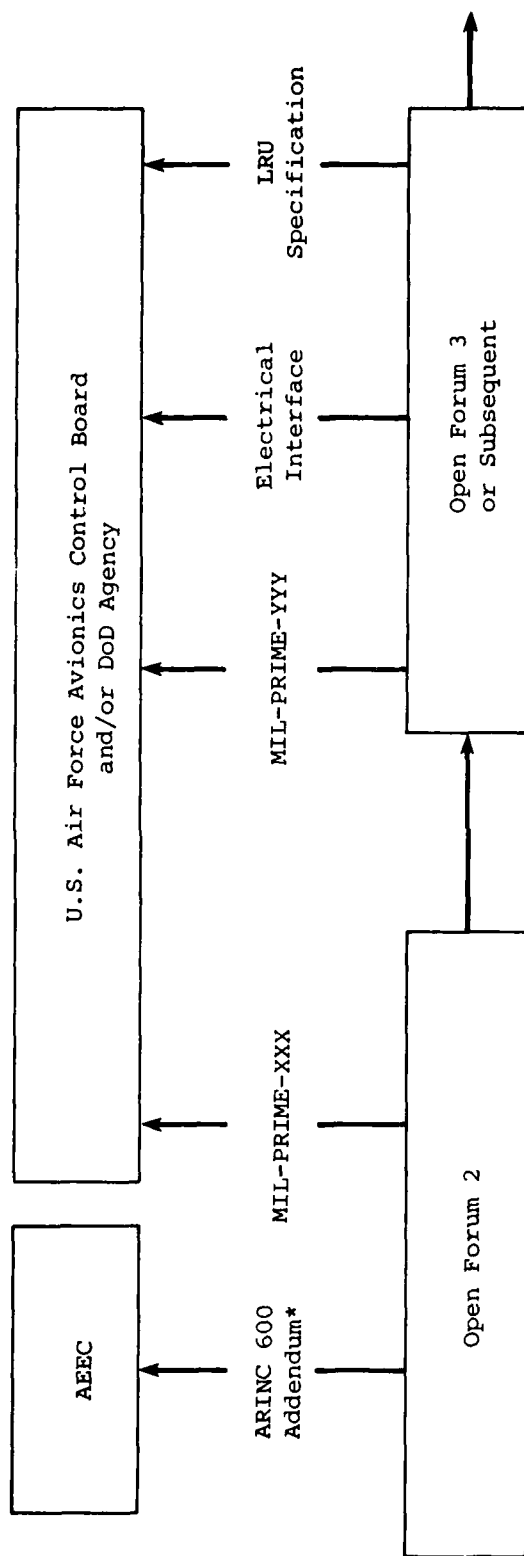 AEEC
U.S. Air Force Avionics Control Board
and/or DoD Agency
ARINC 600
Addendum*
MIL-PRIME-XXX
MIL-PRIME-YYY
Electrical
Interface
LRU
Specification
Open Forum 2
Open Forum 3
or Subsequent